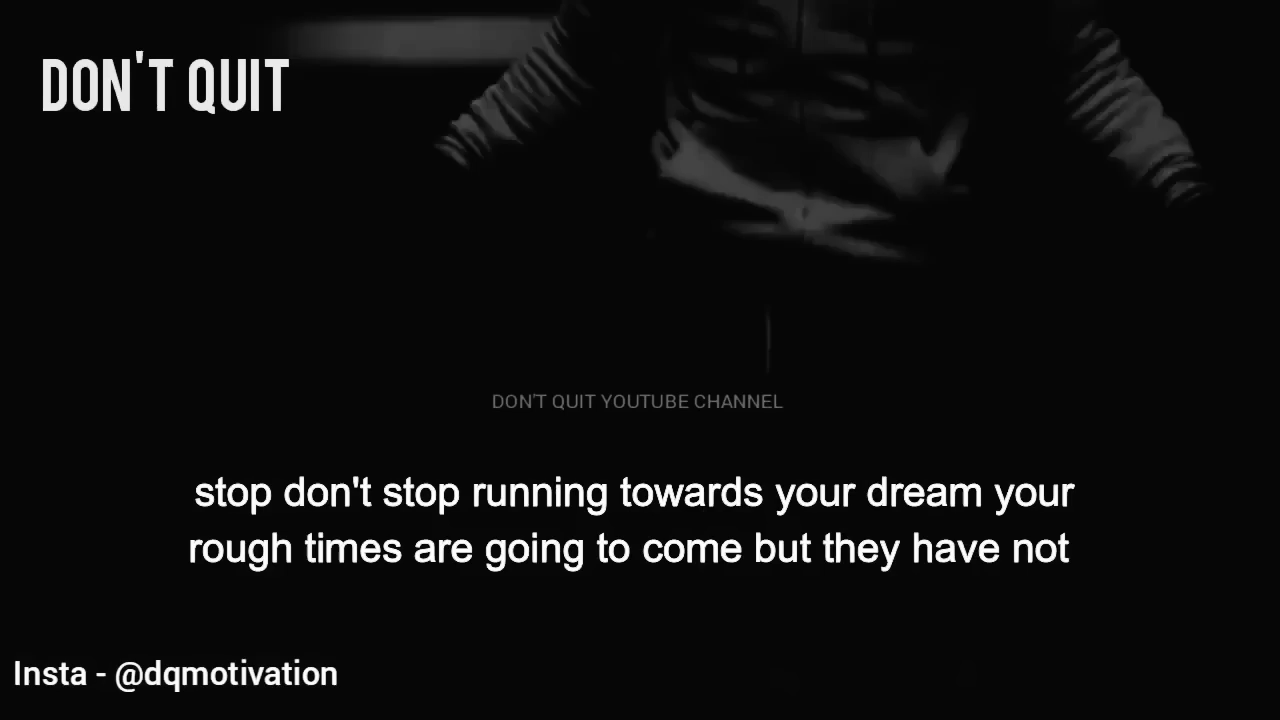 DON'T QUIT
DON'T QUIT YOUTUBE CHANNEL
stop don't stop running towards your dream your
rough times are going to come but they have not
Insta - @dqmotivation